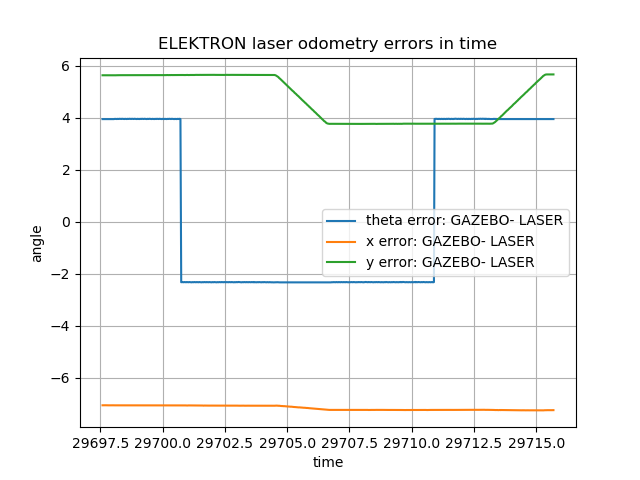 ELEKTRON laser odometry errors in time
6
4
2
0
−2
−4
−6
angle
theta error: GAZEBO- LASER
x error: GAZEBO- LASER
y error: GAZEBO- LASER
29697.5 29700.0 29702.5 29705.0 29707.5 29710.0 29712.5 29715.0
time